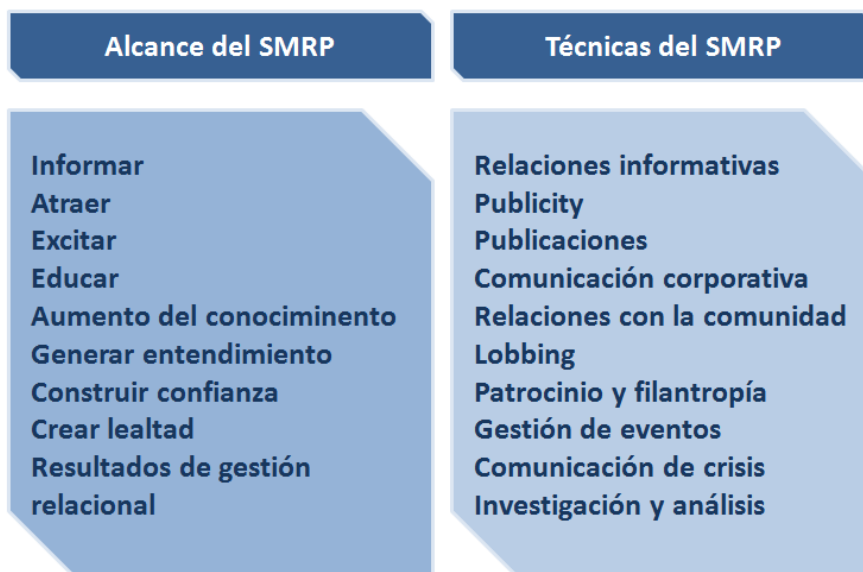 Alcance del SMRP
Informar
Atraer
Excitar
Educar
Aumento del conociminento
Generar entendimiento
Construir confianza
Crear lealtad
Resultados de gestión
relacional
Técnicas del SMRP
Relaciones informativas
Publicity
Publicaciones
Comunicación corporativa
Relaciones con la comunidad
Lobbing
Patrocinio y filantropía
Gestión de eventos
Comunicación de crisis
Investigación y análisis